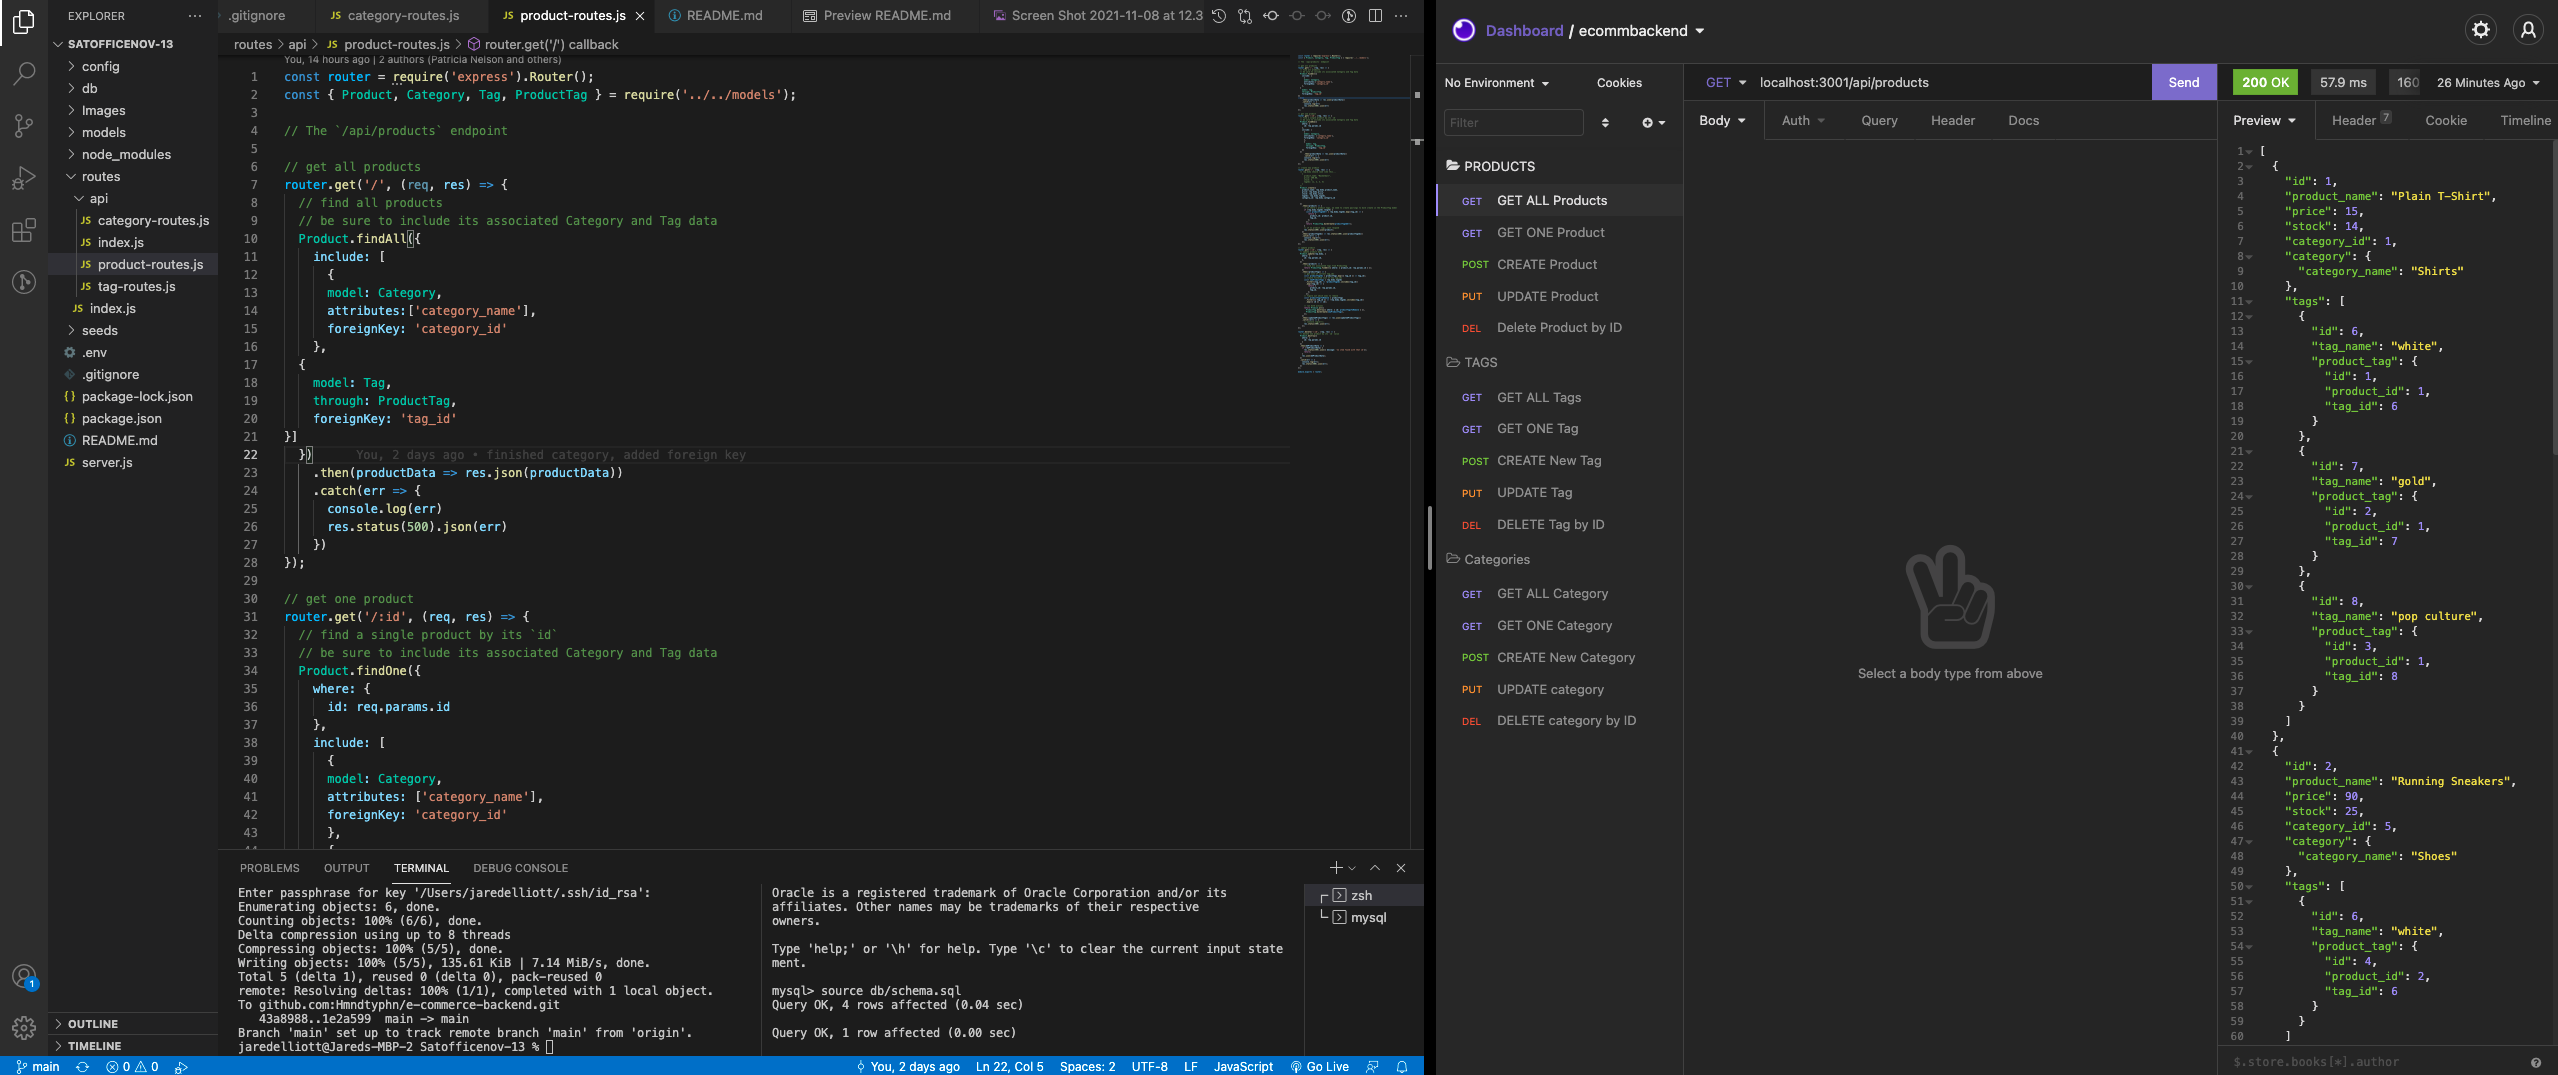 EXPLORER
SATOFFICENOV-13
config
db
Images
models
node_modules
routes
api
JS category-routes.js
JS index.js
JS product-routes.js
JS tag-routes.js
JS index.js
seeds
.env
.gitignore
{} package-lock.json
{} package.json
README.md
JS server.js
OUTLINE
TIMELINE
.gitignore
JS category-routes.js
JS product-routes.js
README.md
Preview README.md
Screen Shot 2021-11-08 at 12.3
routes > api > JS product-routes.js > router.get('/') callback
You, 14 hours ago | 2 authors (Patricia Nelson and others)
1 const router = require('express').Router();
2 const { Product, Category, Tag, ProductTag } = require('../../models');
3
4 // The `/api/products` endpoint
5
6 // get all products
7 router.get('/', (req, res) => {
8 // find all products
9 // be sure to include its associated Category and Tag data
10 Product.findAll({
11 include: [
12 {
13 model: Category,
14 attributes:['category_name'],
15 foreignKey: 'category_id'
16 },
17 {
18 model: Tag,
19 through: ProductTag,
20 foreignKey: 'tag_id'
21 }]
22 }) You, 2 days ago • finished category, added foreign key
23 .then(productData => res.json(productData))
24 .catch(err => {
25 console.log(err)
26 res.status(500).json(err)
27 })
28 });
29
30 // get one product
31 router.get('/:id', (req, res) => {
32 // find a single product by its `id`
33 // be sure to include its associated Category and Tag data
34 Product.findOne({
35 where: {
36 id: req.params.id
37 },
38 include: [
39 {
40 model: Category,
41 attributes: ['category_name'],
42 foreignKey: 'category_id'
43 },
PROBLEMS OUTPUT TERMINAL DEBUG CONSOLE
Enter passphrase for key '/Users/jaredelliott/.ssh/id_rsa':
Enumerating objects: 6, done.
Counting objects: 100% (6/6), done.
Delta compression using up to 8 threads
Compressing objects: 100% (5/5), done.
Writing objects: 100% (5/5), 135.61 KiB | 7.14 MiB/s, done.
Total 5 (delta 1), reused 0 (delta 0), pack-reused 0
remote: Resolving deltas: 100% (1/1), completed with 1 local object.
To github.com:Hmndtyphn/e-commerce-backend.git
43a8988..1e2a599 main -> main
Branch 'main' set up to track remote branch 'main' from 'origin'.
jaredelliott@Jareds-MBP-2 Satofficenov-13 %
Oracle is a registered trademark of Oracle Corporation and/or its
affiliates. Other names may be trademarks of their respective
owners.
Type 'help;' or '\h' for help. Type '\c' to clear the current input state
ment.
mysql> source db/schema.sql
Query OK, 4 rows affected (0.04 sec)
Query OK, 1 row affected (0.00 sec)
zsh
mysql
1
main 0 0 You, 2 days ago Ln 22, Col 5 Spaces: 2 UTF-8 LF JavaScript Go Live
Dashboard / ecommbackend
No Environment Cookies
Filter
PRODUCTS
GET GET ALL Products
GET GET ONE Product
POST CREATE Product
PUT UPDATE Product
DEL Delete Product by ID
TAGS
GET GET ALL Tags
GET GET ONE Tag
POST CREATE New Tag
PUT UPDATE Tag
DEL DELETE Tag by ID
Categories
GET GET ALL Category
GET GET ONE Category
POST CREATE New Category
PUT UPDATE category
DEL DELETE category by ID
GET localhost:3001/api/products Send
Body Auth Query Header Docs
Select a body type from above
200 OK 57.9 ms 160 26 Minutes Ago
Preview Header 7 Cookie Timeline
1 [
2 {
3 "id": 1,
4 "product_name": "Plain T-Shirt",
5 "price": 15,
6 "stock": 14,
7 "category_id": 1,
8 "category": {
9 "category_name": "Shirts"
10 },
11 "tags": [
12 {
13 "id": 6,
14 "tag_name": "white",
15 "product_tag": {
16 "id": 1,
17 "product_id": 1,
18 "tag_id": 6
19 }
20 },
21 {
22 "id": 7,
23 "tag_name": "gold",
24 "product_tag": {
25 "id": 2,
26 "product_id": 1,
27 "tag_id": 7
28 }
29 },
30 {
31 "id": 8,
32 "tag_name": "pop culture",
33 "product_tag": {
34 "id": 3,
35 "product_id": 1,
36 "tag_id": 8
37 }
38 }
39 ]
40 },
41 {
42 "id": 2,
43 "product_name": "Running Sneakers",
44 "price": 90,
45 "stock": 25,
46 "category_id": 5,
47 "category": {
48 "category_name": "Shoes"
49 },
50 "tags": [
51 {
52 "id": 6,
53 "tag_name": "white",
54 "product_tag": {
55 "id": 4,
56 "product_id": 2,
57 "tag_id": 6
58 }
59 }
60 ]
$.store.books[*].author